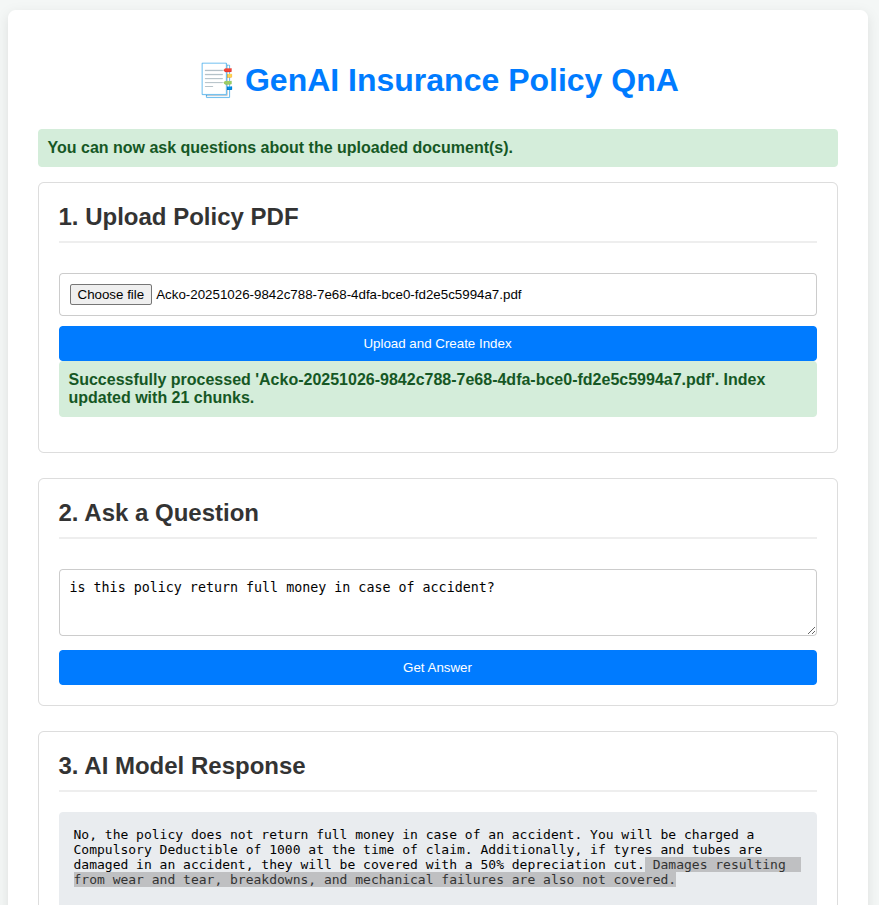 GenAI Insurance Policy QnA
You can now ask questions about the uploaded document(s).
1. Upload Policy PDF
Choose file Acko-20251026-9842c788-7e68-4dfa-bce0-fd2e5c5994a7.pdf
Upload and Create Index
Successfully processed 'Acko-20251026-9842c788-7e68-4dfa-bce0-fd2e5c5994a7.pdf'. Index
updated with 21 chunks.
2. Ask a Question
is this policy return full money in case of accident?
Get Answer
3. AI Model Response
No, the policy does not return full money in case of an accident. You will be charged a
Compulsory Deductible of 1000 at the time of claim. Additionally, if tyres and tubes are
damaged in an accident, they will be covered with a 50% depreciation cut. Damages resulting
from wear and tear, breakdowns, and mechanical failures are also not covered.